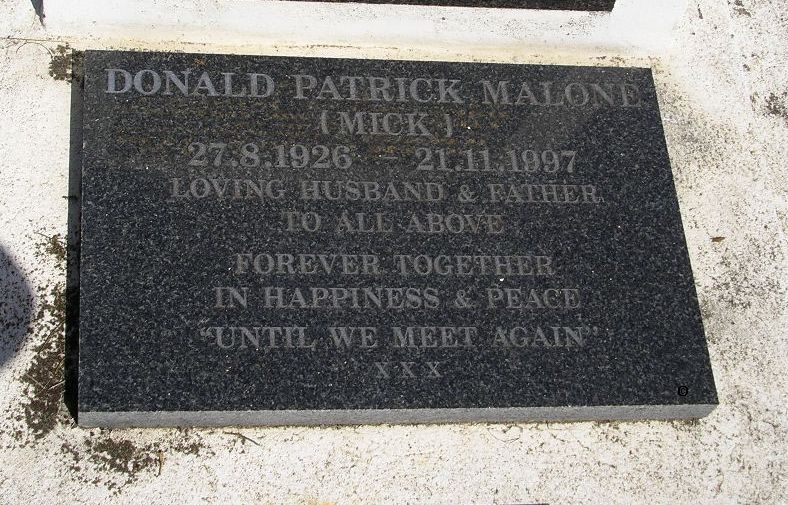 DONALD PATRICK MALONE
(MICK)
27.8.1926 - 21.11.1997
LOVING HUSBAND & FATHER,
TO ALL ABOVE
FOREVER TOGETHER
IN HAPPINESS & PEACE
"UNTIL WE MEET AGAIN"
X X X